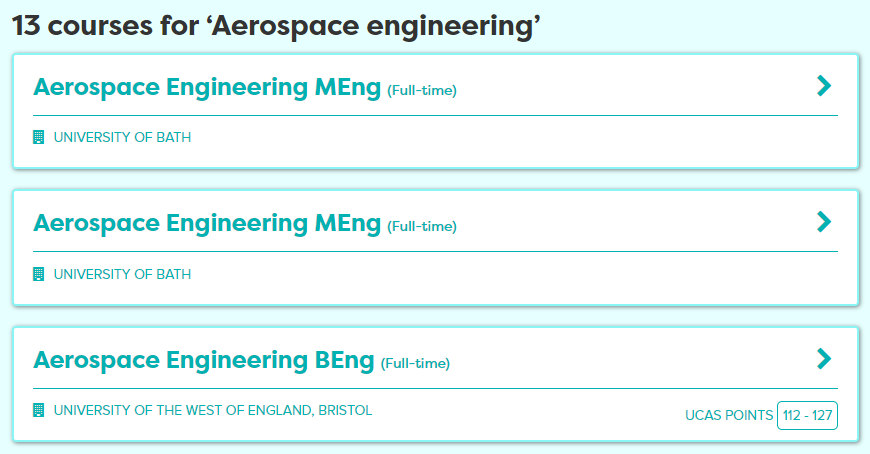 13 courses for ‘Aerospace engineering’
Aerospace Engineering MEng (Full-time)
UNIVERSITY OF BATH
Aerospace Engineering MEng (Full-time)
UNIVERSITY OF BATH
Aerospace Engineering BEng (Full-time)
UNIVERSITY OF THE WEST OF ENGLAND, BRISTOL
UCAS POINTS 112 - 127